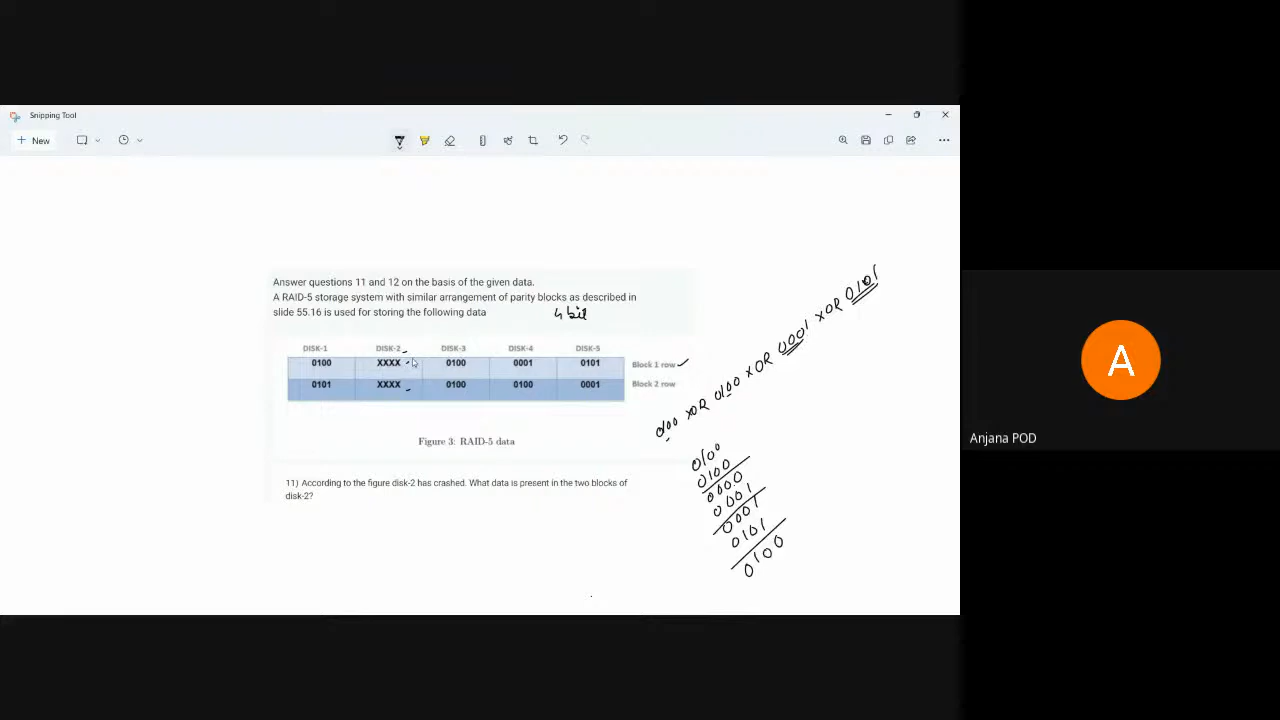 Snipping Tool
New
Answer questions 11 and 12 on the basis of the given data.
A RAID-5 storage system with similar arrangement of parity blocks as described in
slide 55.16 is used for storing the following data
4 bit
DISK-1 DISK-2 DISK-3 DISK-4 DISK-5
0100 XXXX 0100 0001 0101 Block 1 row
0101 XXXX 0100 0100 0001 Block 2 row
Figure 3: RAID-5 data
11) According to the figure disk-2 has crashed. What data is present in the two blocks of
disk-2?
0100 XOR 0100 XOR 0001 XOR 0101
0100
0100
0000
0001
0001
0101
0100
A
Anjana POD